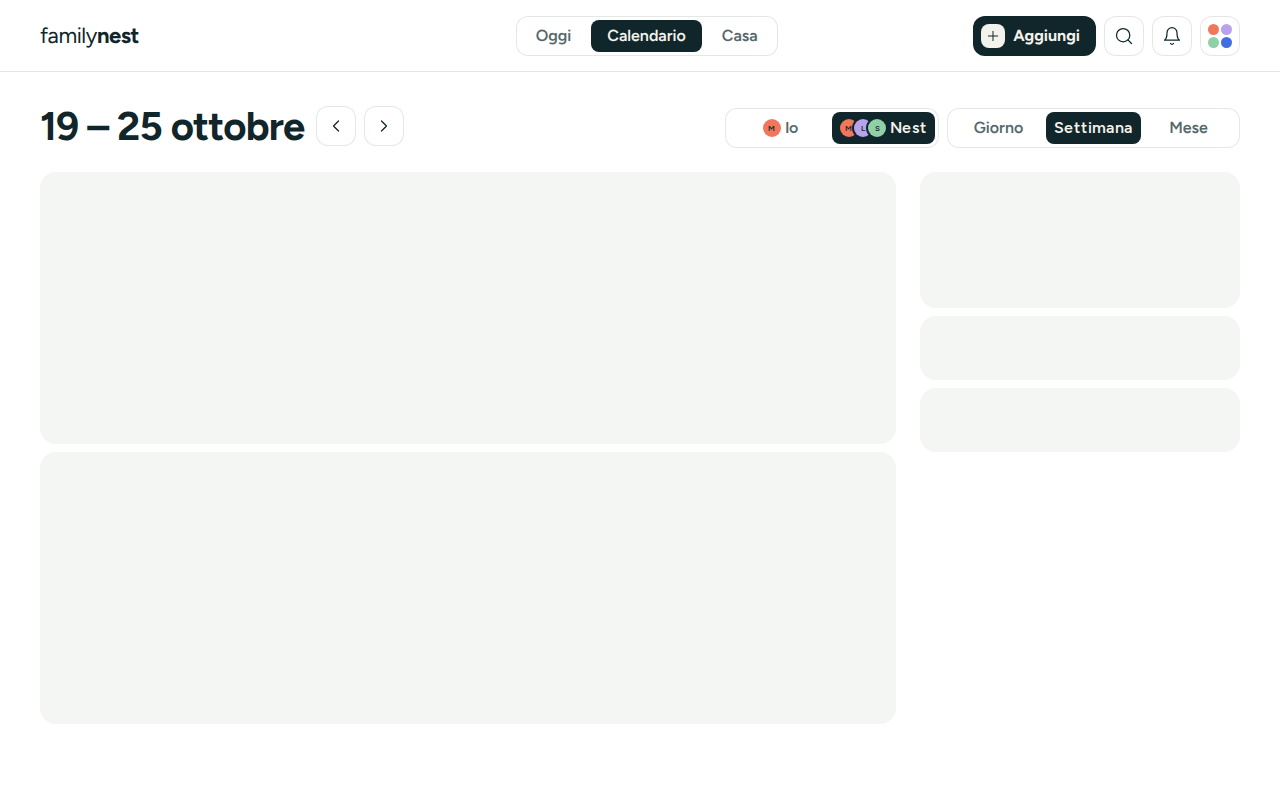 familynest
Oggi
Calendario
Casa
Aggiungi
19 – 25 ottobre
M Io
M L S Nest
Giorno
Settimana
Mese